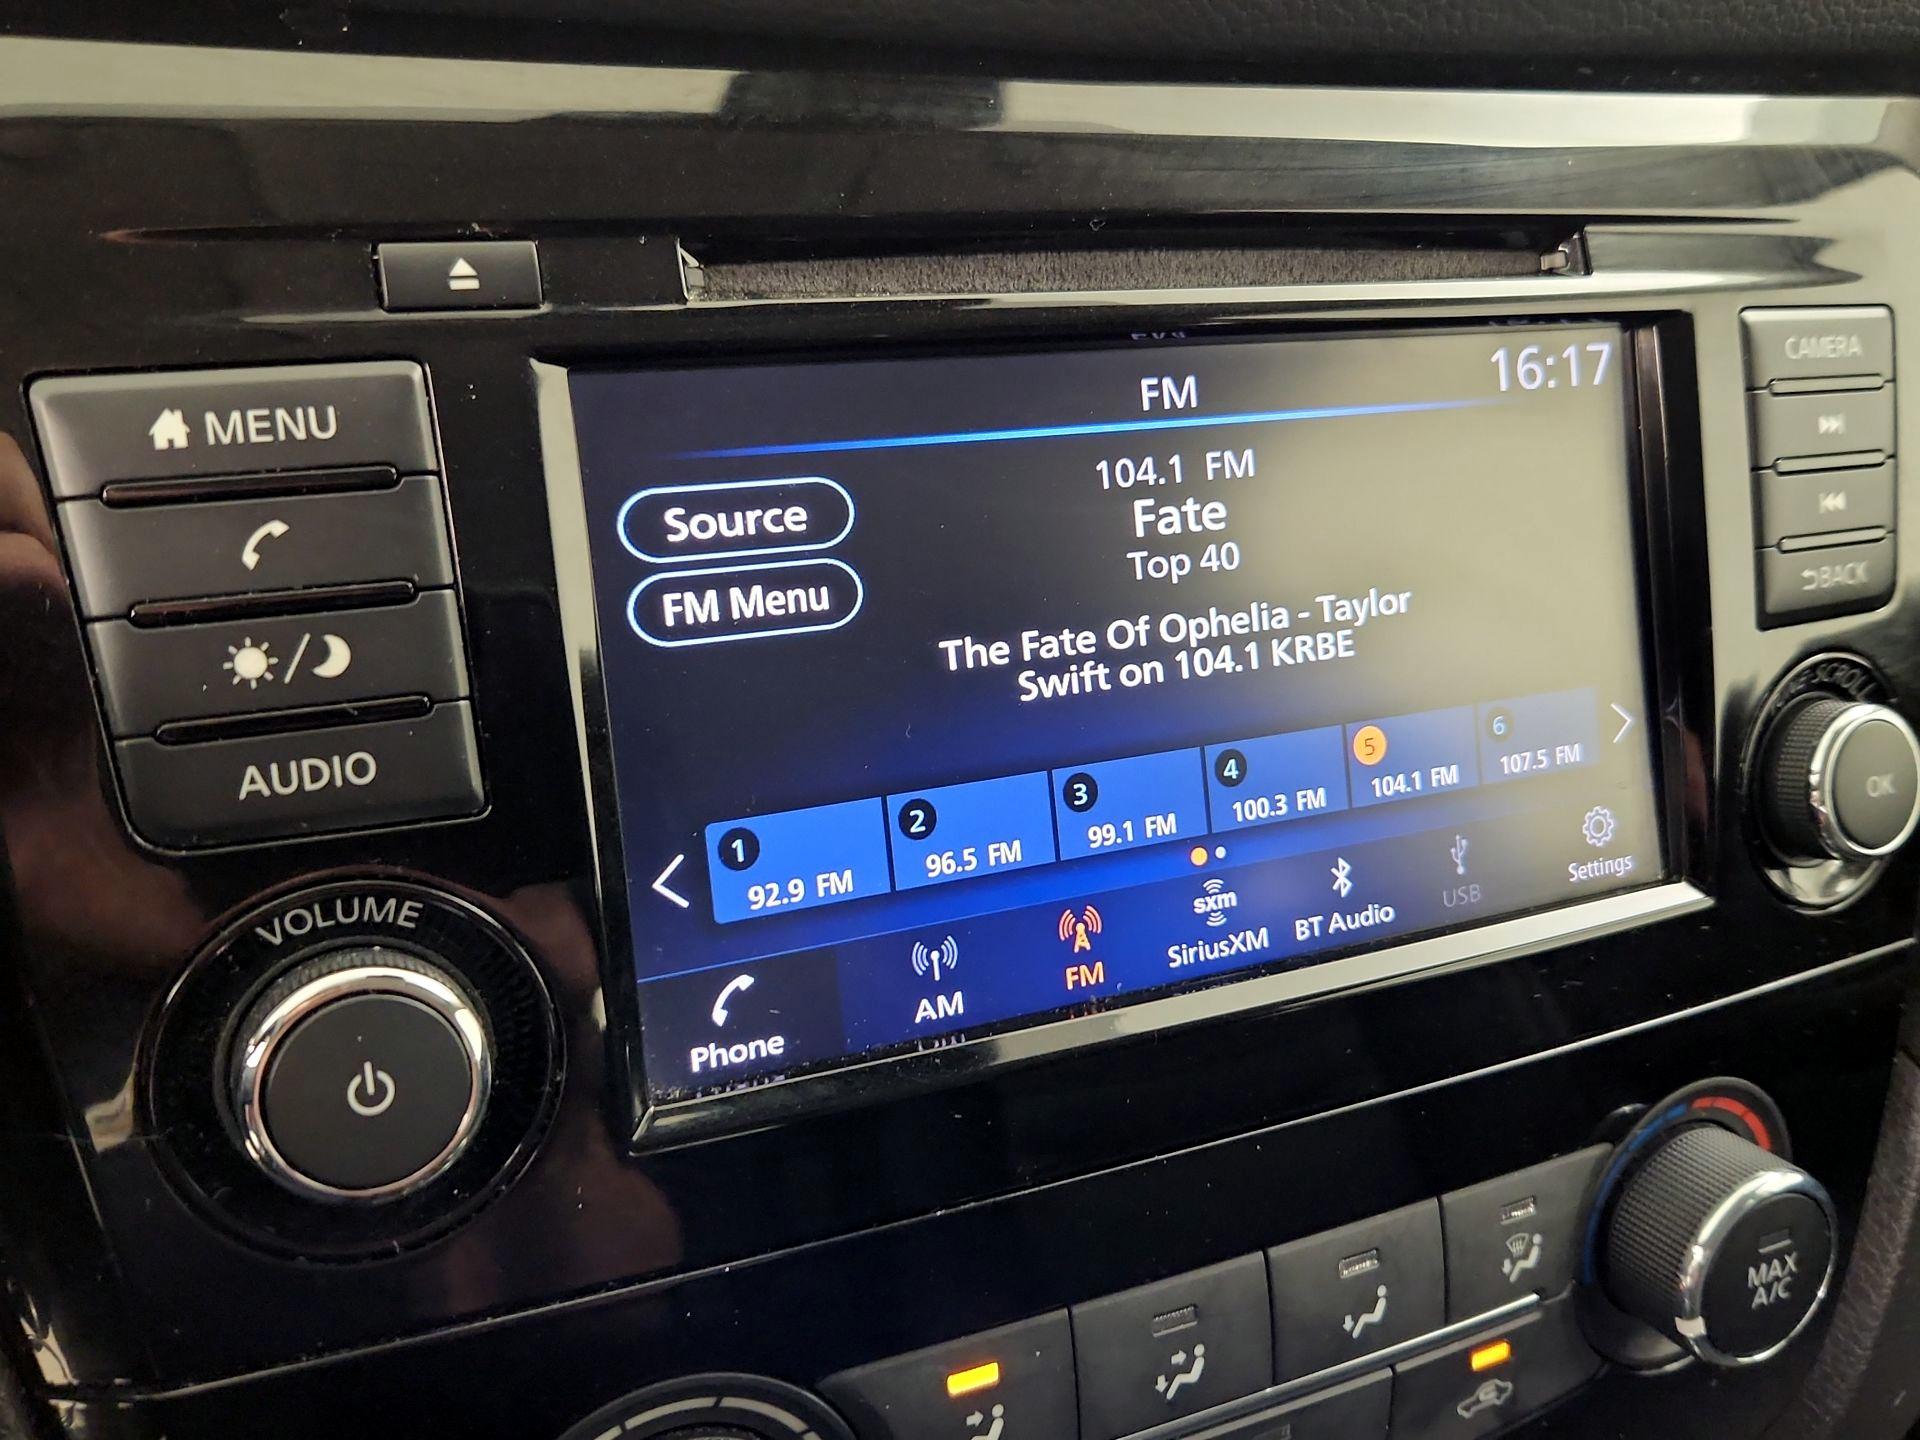 CAMERA
FM
16:17
MENU
104.1 FM
Source
Fate
Top 40
FM Menu
The Fate Of Ophelia - Taylor
Swift on 104.1 KRBE
BACK
AUDIO
1
92.9 FM
2
96.5 FM
3
99.1 FM
4
100.3 FM
5
104.1 FM
6
107.5 FM
SCROLL
OK
VOLUME
Phone
AM
FM
sxm
SiriusXM
BT Audio
USB
Settings
MAX
A/C